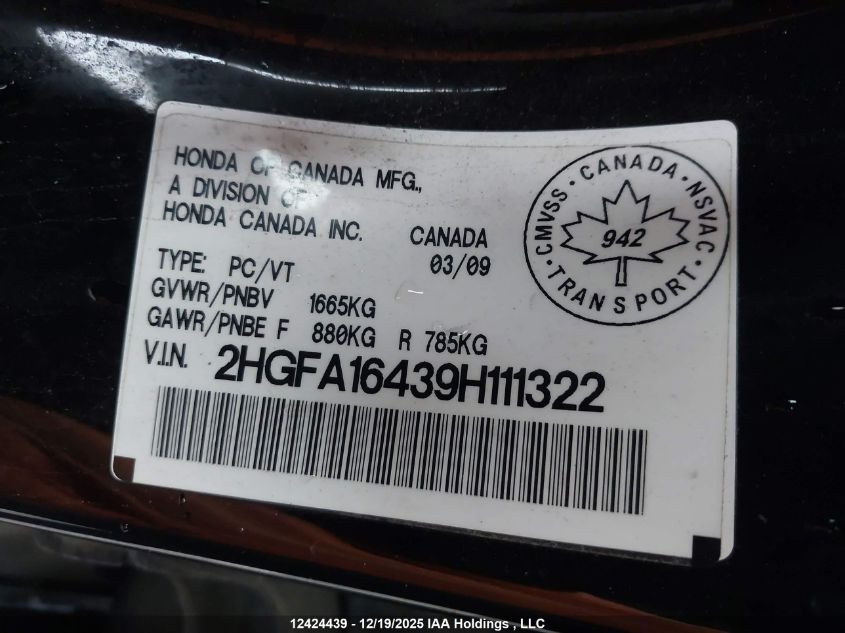 HONDA OF CANADA MFG.,
A DIVISION OF
HONDA CANADA INC.
CANADA
03/09
TYPE: PC/VT
GVWR/PNBV 1665KG
GAWR/PNBE F 880KG R 785KG
V.I.N. 2HGFA16439H111322
CMVSS · CANADA · NSVAC
942
· TRANSPORT ·
12424439 - 12/19/2025 IAA Holdings , LLC